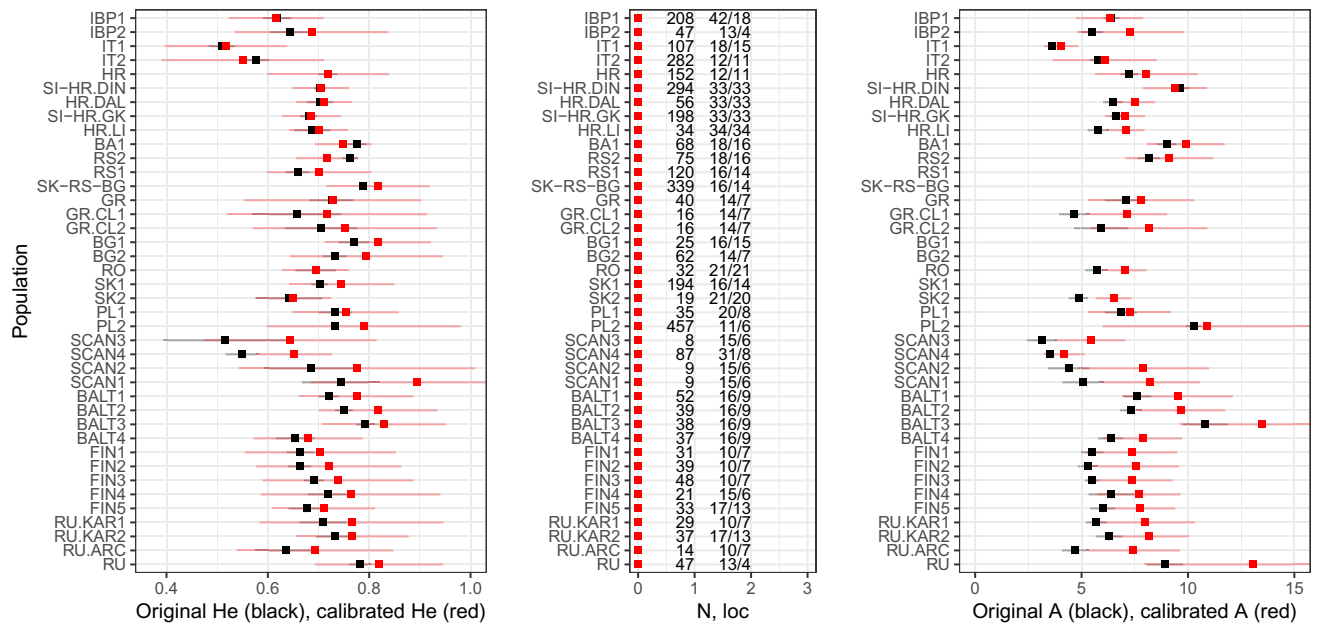 Population
IBP1
IBP2
IT1
IT2
HR
SI−HR.DIN
HR.DAL
SI−HR.GK
HR.LI
BA1
RS2
RS1
SK−RS−BG
GR
GR.CL1
GR.CL2
BG1
BG2
RO
SK1
SK2
PL1
PL2
SCAN3
SCAN4
SCAN2
SCAN1
BALT1
BALT2
BALT3
BALT4
FIN1
FIN2
FIN3
FIN4
FIN5
RU.KAR1
RU.KAR2
RU.ARC
RU
0.4 0.6 0.8 1.0
Original He (black), calibrated He (red)
IBP1 208 42/18
IBP2 47 13/4
IT1 107 18/15
IT2 282 12/11
HR 152 12/11
SI−HR.DIN 294 33/33
HR.DAL 56 33/33
SI−HR.GK 198 33/33
HR.LI 34 34/34
BA1 68 18/16
RS2 75 18/16
RS1 120 16/14
SK−RS−BG 339 16/14
GR 40 14/7
GR.CL1 16 14/7
GR.CL2 16 14/7
BG1 25 16/15
BG2 62 14/7
RO 32 21/21
SK1 194 16/14
SK2 19 21/20
PL1 35 20/8
PL2 457 11/6
SCAN3 8 15/6
SCAN4 87 31/8
SCAN2 9 15/6
SCAN1 9 15/6
BALT1 52 16/9
BALT2 39 16/9
BALT3 38 16/9
BALT4 37 16/9
FIN1 31 10/7
FIN2 39 10/7
FIN3 48 10/7
FIN4 21 15/6
FIN5 33 17/13
RU.KAR1 29 10/7
RU.KAR2 37 17/13
RU.ARC 14 10/7
RU 47 13/4
0 1 2 3
N, loc
IBP1
IBP2
IT1
IT2
HR
SI−HR.DIN
HR.DAL
SI−HR.GK
HR.LI
BA1
RS2
RS1
SK−RS−BG
GR
GR.CL1
GR.CL2
BG1
BG2
RO
SK1
SK2
PL1
PL2
SCAN3
SCAN4
SCAN2
SCAN1
BALT1
BALT2
BALT3
BALT4
FIN1
FIN2
FIN3
FIN4
FIN5
RU.KAR1
RU.KAR2
RU.ARC
RU
0 5 10 15
Original A (black), calibrated A (red)